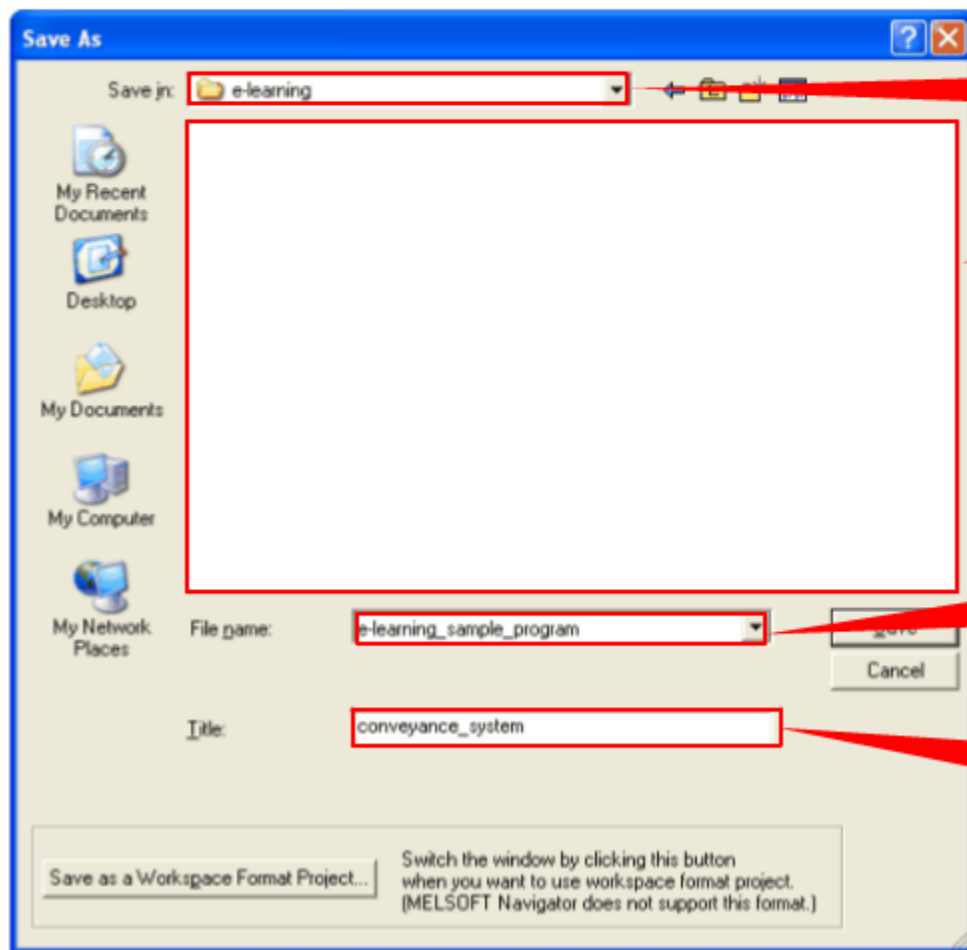 Save As
Save in:
e-learning
My Recent
Documents
Desktop
My Documents
My Computer
My Network
Places
File name:
e-learning_sample_program
Cancel
Title:
conveyance_system
Save as a Workspace Format Project...
Switch the window by clicking this button
when you want to use workspace format project.
(MELSOFT Navigator does not support this format.)